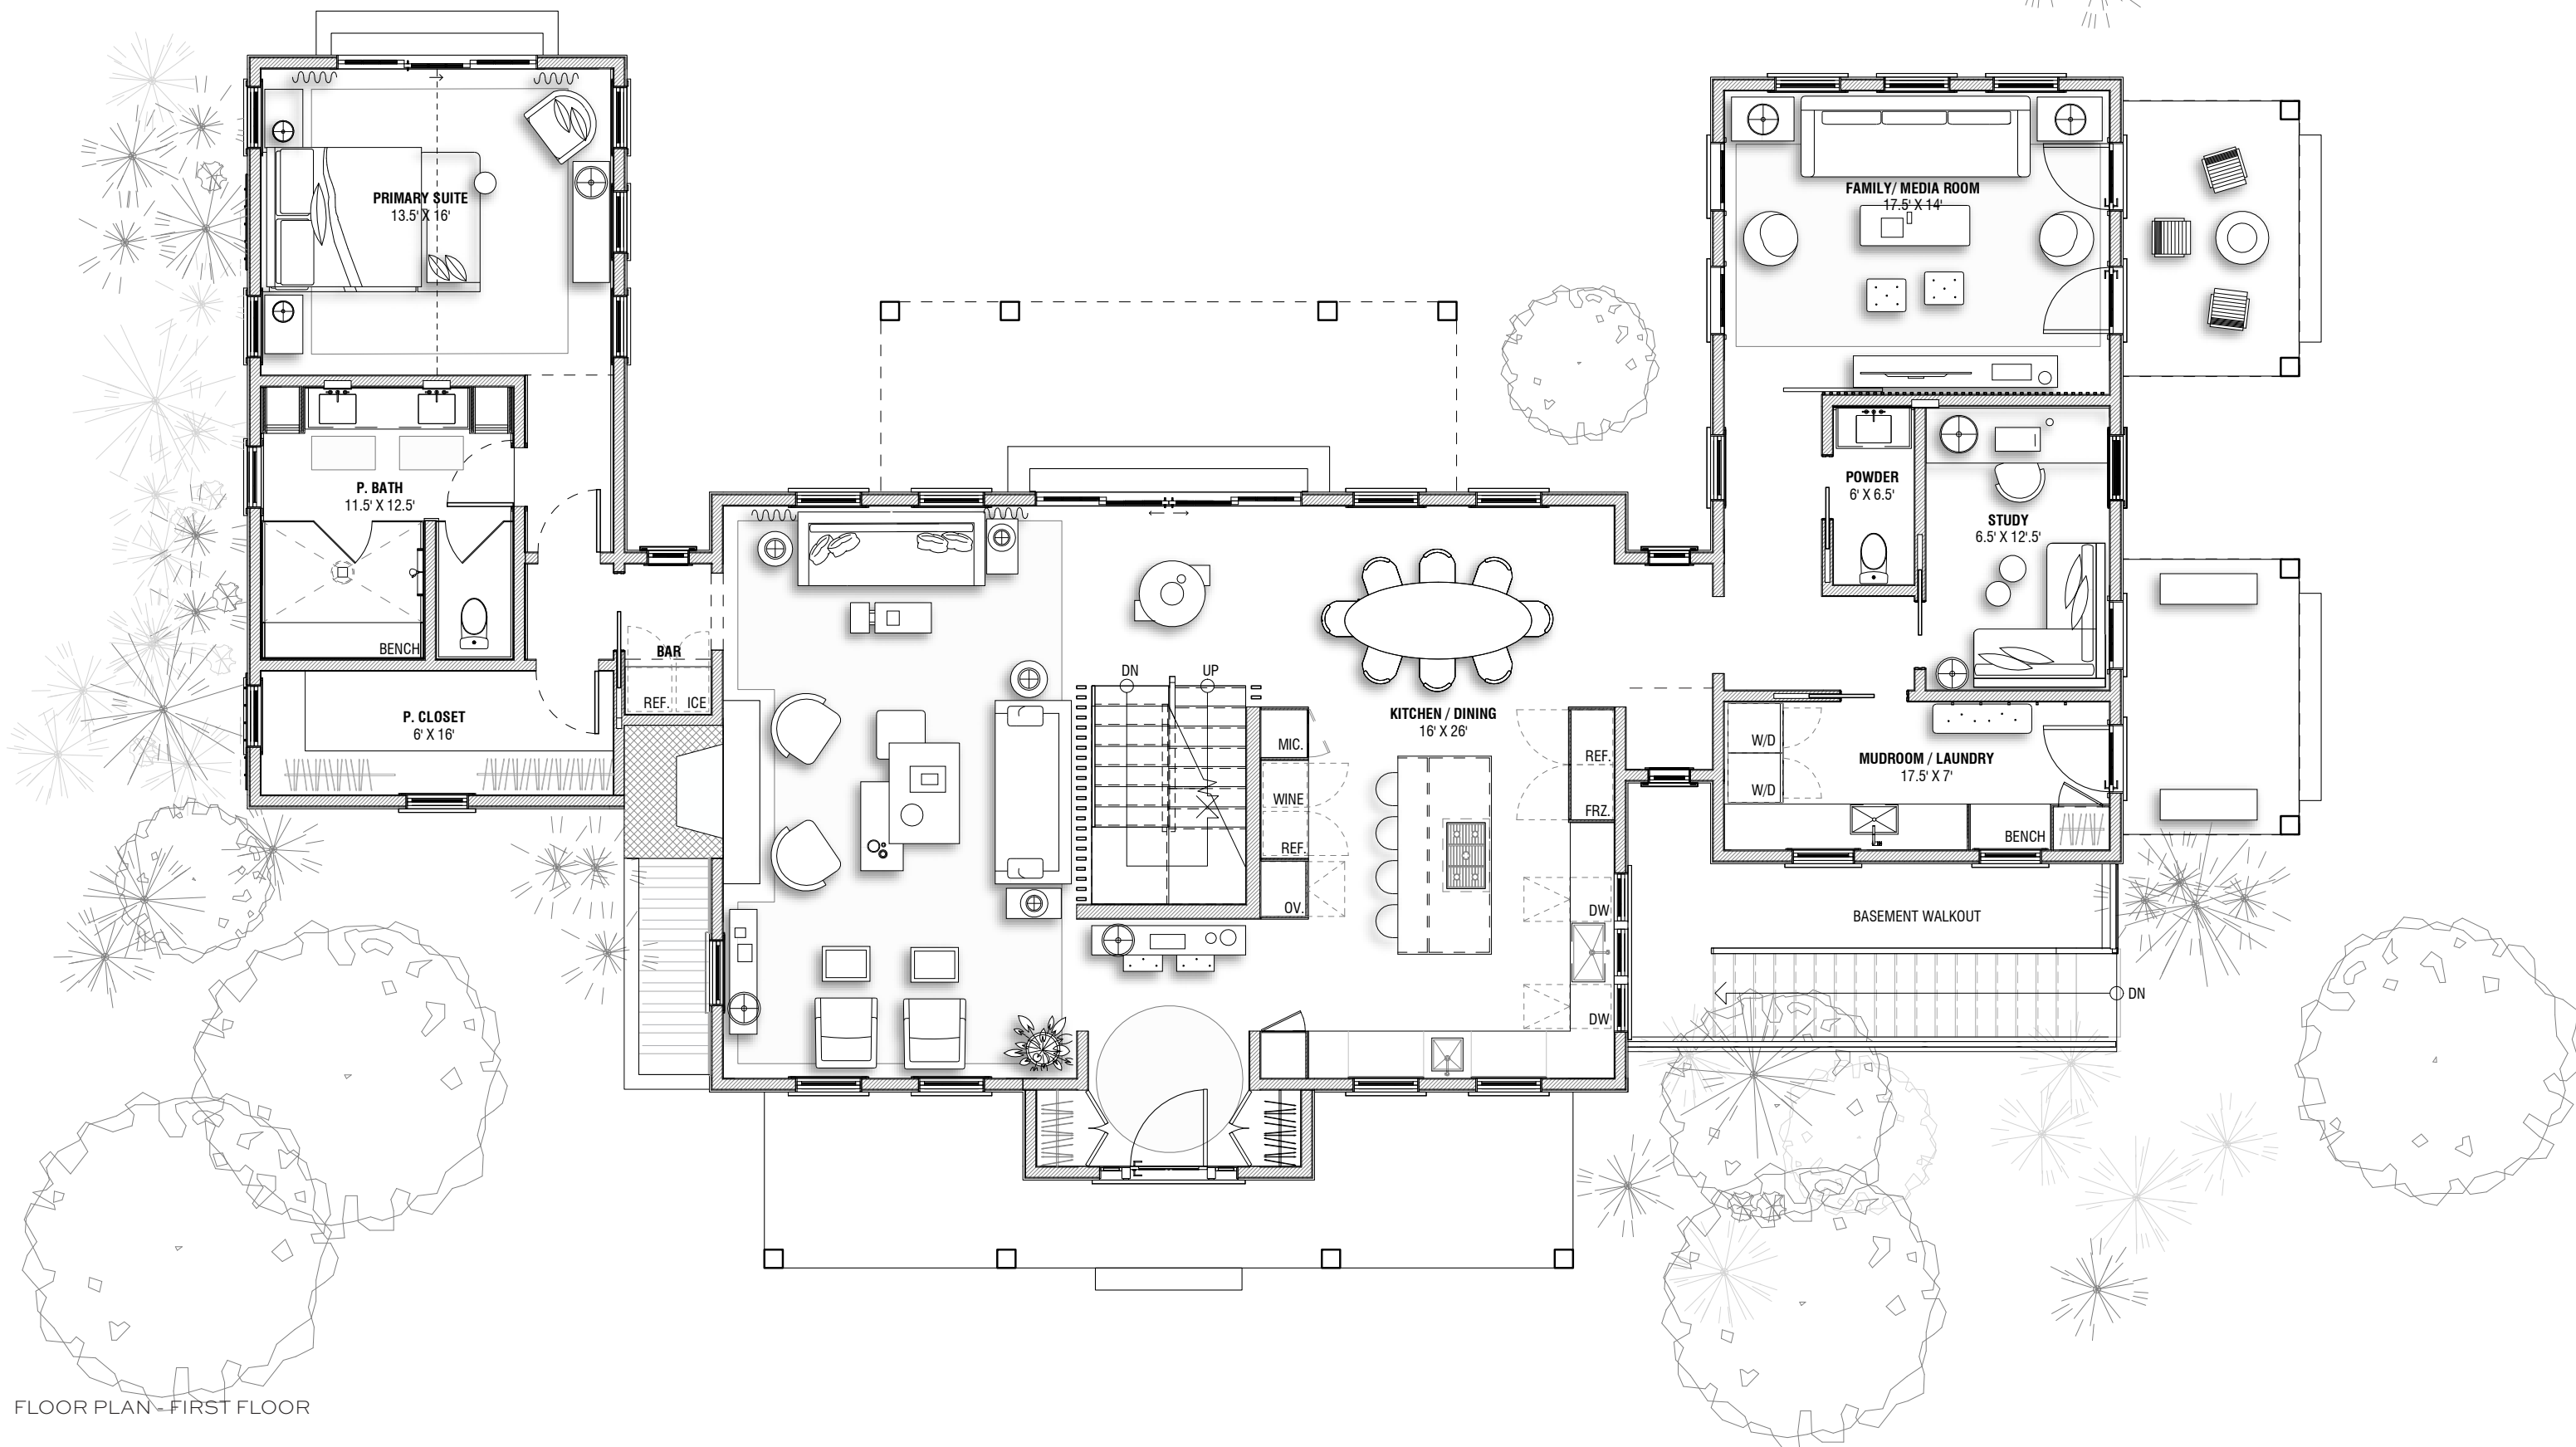 PRIMARY SUITE
13.5' X 16'
FAMILY/ MEDIA ROOM
17.5' X 14'
P. BATH
11.5' X 12.5'
BENCH
POWDER
6' X 6.5'
STUDY
6.5' X 12'.5'
BAR
REF.
ICE
DN
UP
P. CLOSET
6' X 16'
KITCHEN / DINING
16' X 26'
MIC.
WINE
REF.
OV.
REF.
FRZ.
DW
DW
W/D
W/D
MUDROOM / LAUNDRY
17.5' X 7'
BENCH
BASEMENT WALKOUT
DN
FLOOR PLAN - FIRST FLOOR